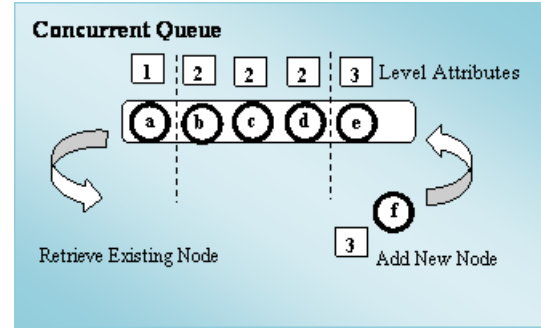 Concurrent Queue
1 2 2 2 3 Level Attributes
a b c d e
f
3
Retrieve Existing Node
Add New Node